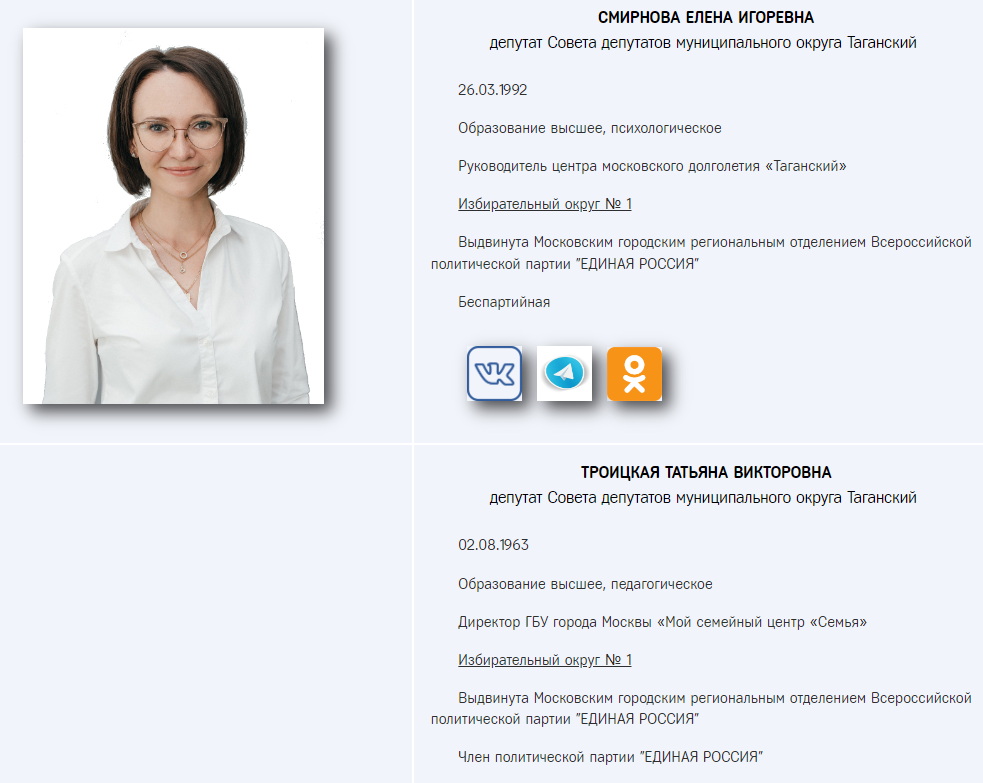 СМИРНОВА ЕЛЕНА ИГОРЕВНА
депутат Совета депутатов муниципального округа Таганский
26.03.1992
Образование высшее, психологическое
Руководитель центра московского долголетия «Таганский»
Избирательный округ № 1
Выдвинута Московским городским региональным отделением Всероссийской
политической партии "ЕДИНАЯ РОССИЯ"
Беспартийная
ТРОИЦКАЯ ТАТЬЯНА ВИКТОРОВНА
депутат Совета депутатов муниципального округа Таганский
02.08.1963
Образование высшее, педагогическое
Директор ГБУ города Москвы «Мой семейный центр «Семья»
Избирательный округ № 1
Выдвинута Московским городским региональным отделением Всероссийской
политической партии "ЕДИНАЯ РОССИЯ"
Член политической партии "ЕДИНАЯ РОССИЯ"